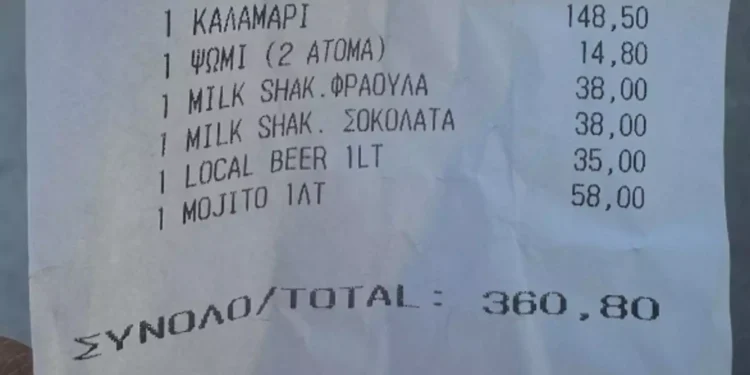 1 ΚΑΛΑΜΑΡΙ 148,50
1 ΨΩΜΙ (2 ΑΤΟΜΑ) 14,80
1 MILK SHAK.ΦΡΑΟΥΛΑ 38,00
1 MILK SHAK. ΣΟΚΟΛΑΤΑ 38,00
1 LOCAL BEER 1LT 35,00
1 MOJITO 1ΛΤ 58,00
ΣΥΝΟΛΟ/TOTAL: 360,80